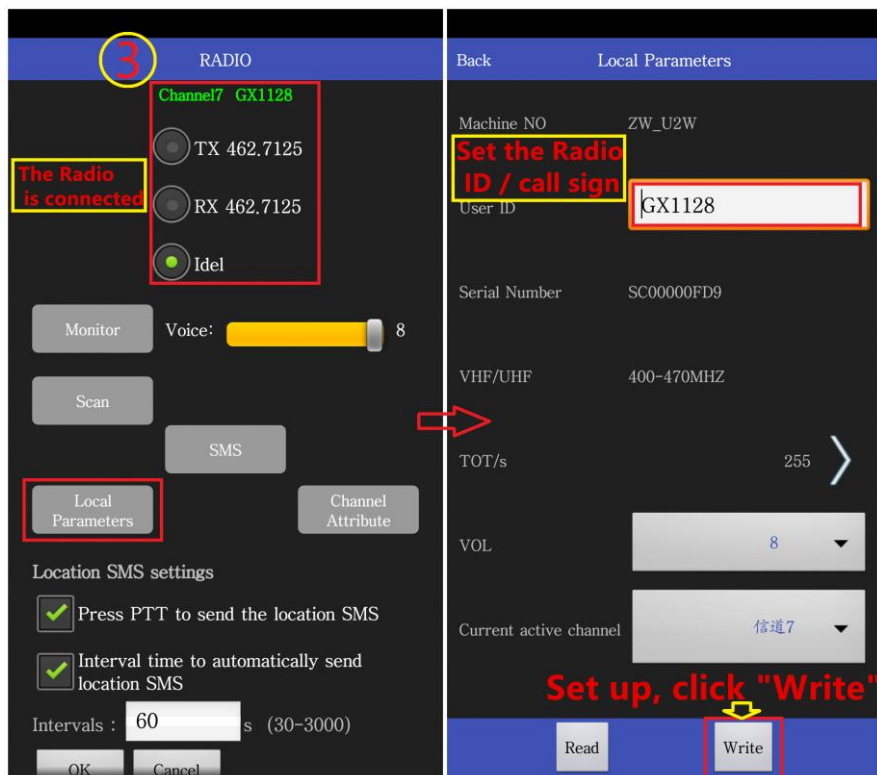 3
RADIO
Channel7 GX1128
TX 462.7125
The Radio
is connected
RX 462.7125
Idel
Monitor
Voice:
8
Scan
SMS
Local
Parameters
Channel
Attribute
Location SMS settings
Press PTT to send the location SMS
Interval time to automatically send
location SMS
Intervals : 60 s (30-3000)
OK
Cancel
Back
Local Parameters
Machine NO
ZW_U2W
Set the Radio
ID / call sign
User ID
GX1128
Serial Number
SC00000FD9
VHF/UHF
400-470MHZ
TOT/s
255
VOL
8
Current active channel
信道7
Set up, click "Write"
Read
Write